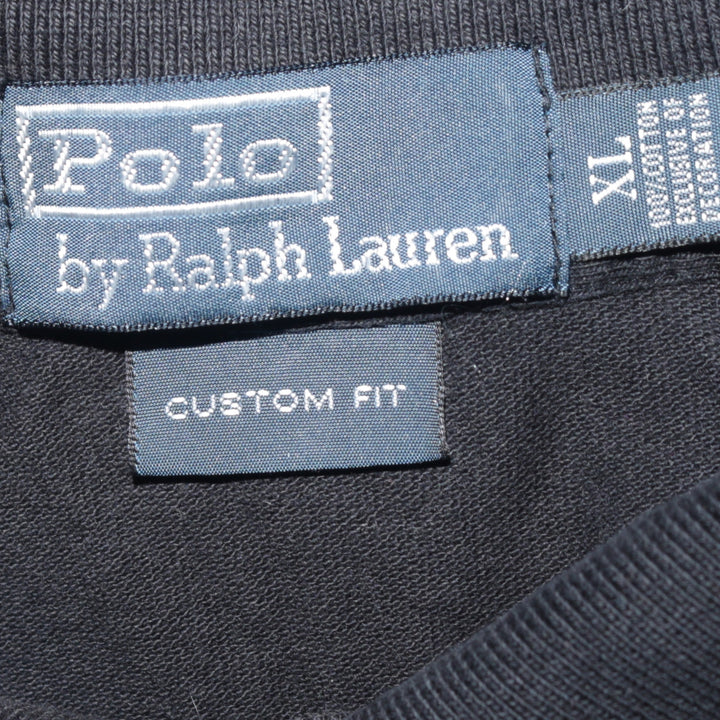 Polo
by Ralph Lauren
XL
100% COTTON
EXCLUSIVE OF
DECORATION
CUSTOM FIT